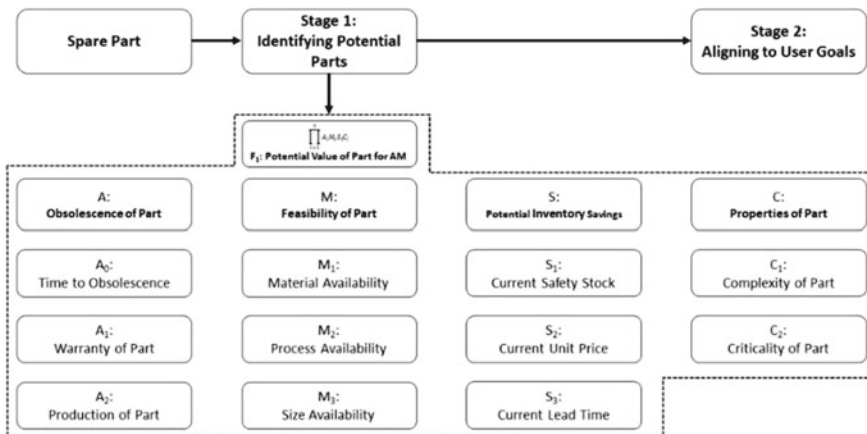 Spare Part
Stage 1:
Identifying Potential
Parts
Stage 2:
Aligning to User Goals
F₁: Potential Value of Part for AM
A:
Obsolescence of Part
M:
Feasibility of Part
S:
Potential Inventory Savings
C:
Properties of Part
A₀:
Time to Obsolescence
M₁:
Material Availability
S₁:
Current Safety Stock
C₁:
Complexity of Part
A₁:
Warranty of Part
M₂:
Process Availability
S₂:
Current Unit Price
C₂:
Criticality of Part
A₂:
Production of Part
M₃:
Size Availability
S₃:
Current Lead Time